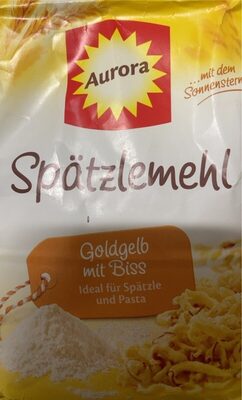 Aurora
...mit dem
Sonnenstern
Spätzlemehl
Goldgelb
mit Biss
Ideal für Spätzle
und Pasta